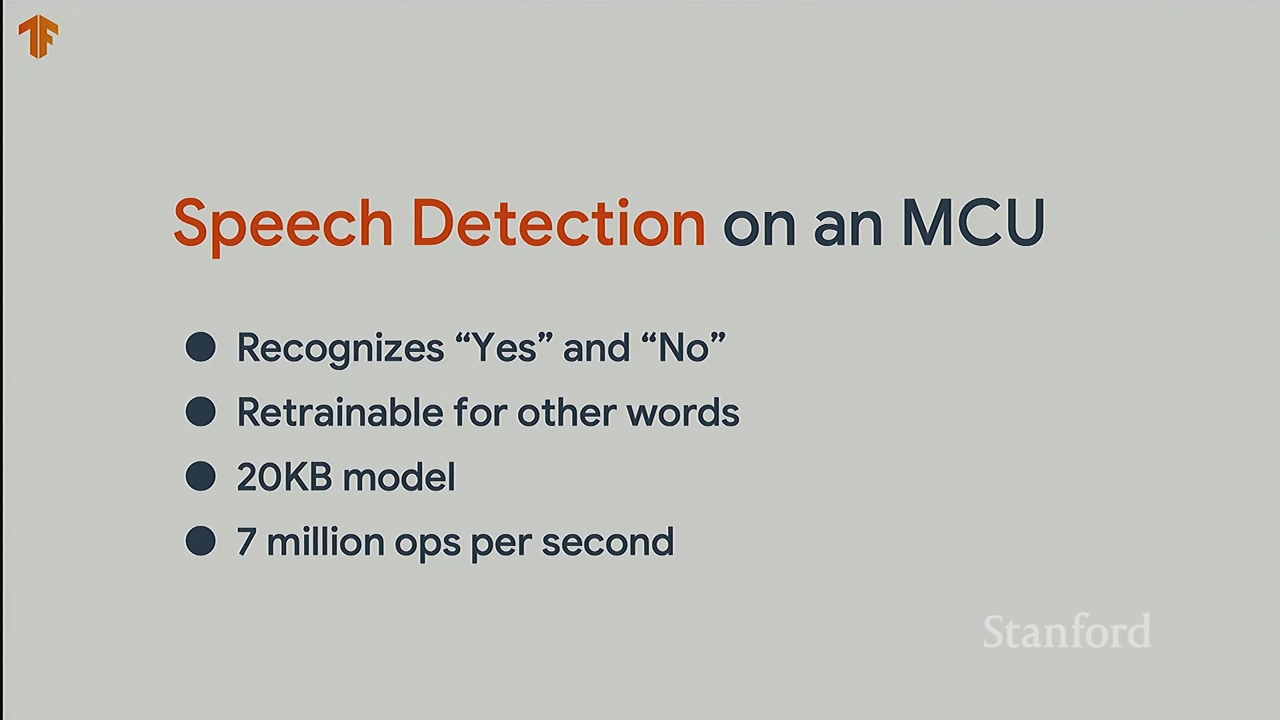 Speech Detection on an MCU
● Recognizes “Yes” and “No”
● Retrainable for other words
● 20KB model
● 7 million ops per second
Stanford